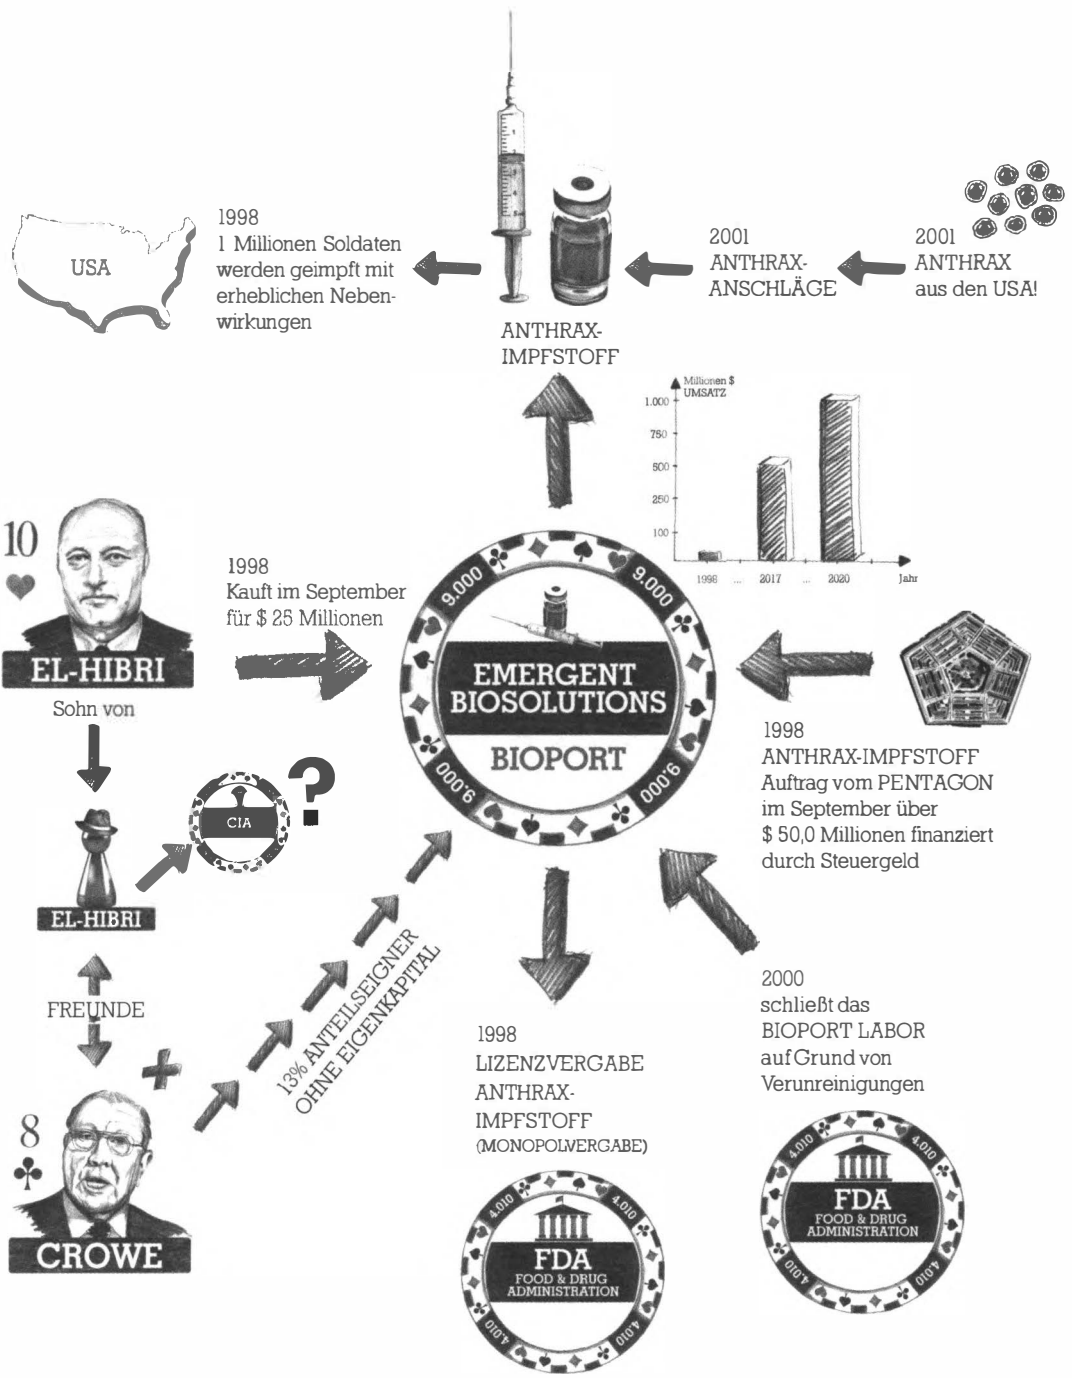 USA
1998
1 Millionen Soldaten
werden geimpft mit
erheblichen Neben-
wirkungen
ANTHRAX-
IMPFSTOFF
2001
ANTHRAX-
ANSCHLÄGE
2001
ANTHRAX
aus den USA!
Millionen $
UMSATZ
1.000
750
500
250
100
1998 ... 2017 ... 2020 Jahr
10
EL-HIBRI
Sohn von
1998
Kauft im September
für $ 25 Millionen
9.000
9.000
EMERGENT
BIOSOLUTIONS
BIOPORT
9.000
9.000
1998
ANTHRAX-IMPFSTOFF
Auftrag vom PENTAGON
im September über
$ 50,0 Millionen finanziert
durch Steuergeld
CIA
?
EL-HIBRI
FREUNDE
8
CROWE
13% ANTEILSEIGNER
OHNE EIGENKAPITAL
1998
LIZENZVERGABE
ANTHRAX-
IMPFSTOFF
(MONOPOLVERGABE)
4.010
4.010
FDA
FOOD & DRUG
ADMINISTRATION
4.010
4.010
2000
schließt das
BIOPORT LABOR
auf Grund von
Verunreinigungen
4.010
4.010
FDA
FOOD & DRUG
ADMINISTRATION
4.010
4.010